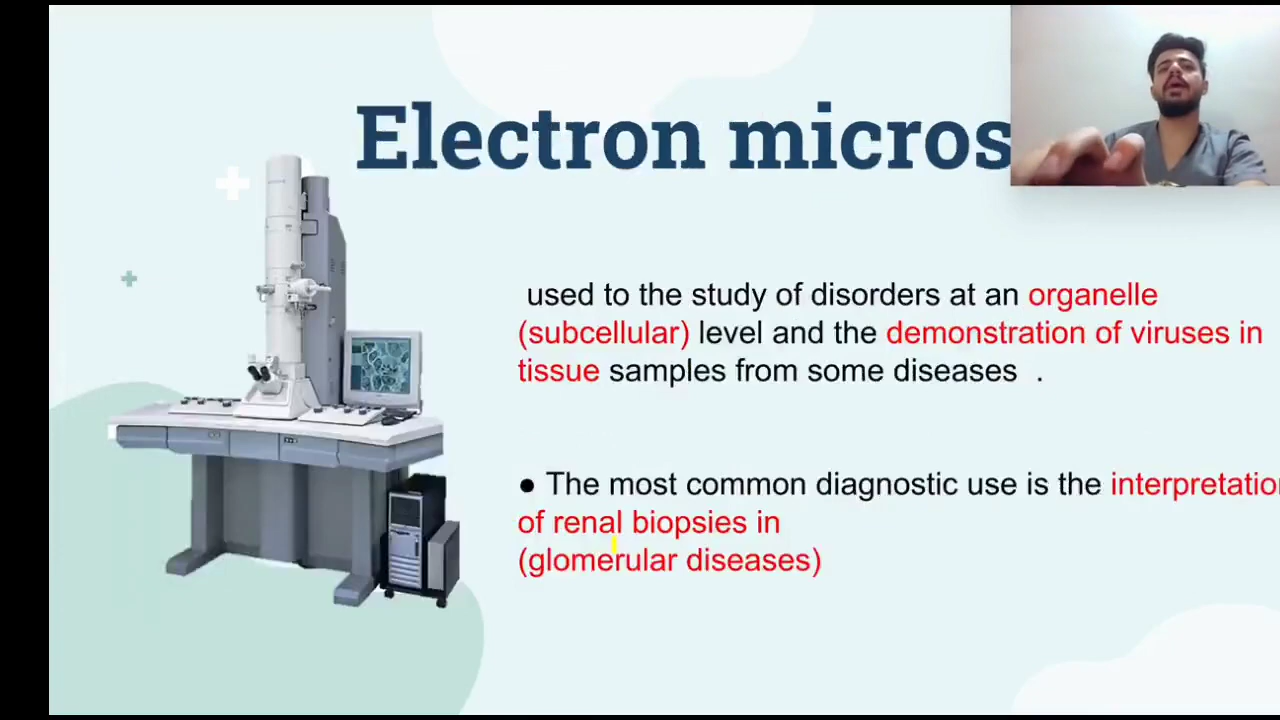 Electron micros
used to the study of disorders at an organelle
(subcellular) level and the demonstration of viruses in
tissue samples from some diseases .
● The most common diagnostic use is the interpretatio
of renal biopsies in
(glomerular diseases)